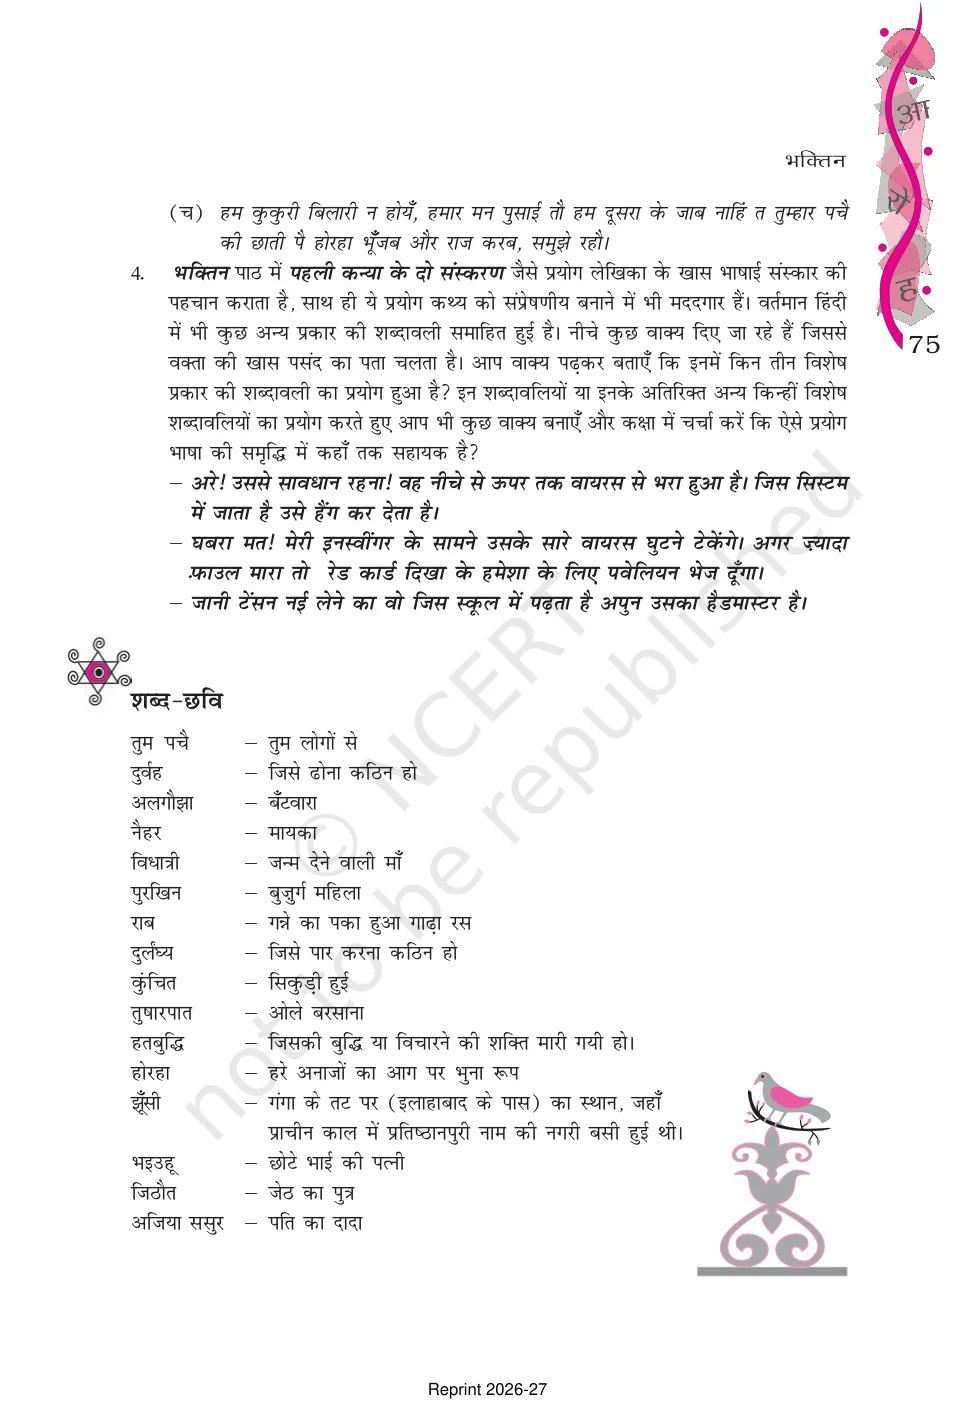 भक्तिन
(च) हम कुकुरी बिलारी न होयँ, हमार मन पुसाई तौ हम दूसरा के जाब नाहिं त तुम्हार पचै
की छाती पै होरहा भूँजब और राज करब, समुझे रहौ।
75
4. भक्तिन पाठ में पहली कन्या के दो संस्करण जैसे प्रयोग लेखिका के खास भाषाई संस्कार की
पहचान कराता है, साथ ही ये प्रयोग कथ्य को संप्रेषणीय बनाने में भी मददगार हैं। वर्तमान हिंदी
में भी कुछ अन्य प्रकार की शब्दावली समाहित हुई है। नीचे कुछ वाक्य दिए जा रहे हैं जिससे
वक्ता की खास पसंद का पता चलता है। आप वाक्य पढ़कर बताएँ कि इनमें किन तीन विशेष
प्रकार की शब्दावली का प्रयोग हुआ है? इन शब्दावलियों या इनके अतिरिक्त अन्य किन्हीं विशेष
शब्दावलियों का प्रयोग करते हुए आप भी कुछ वाक्य बनाएँ और कक्षा में चर्चा करें कि ऐसे प्रयोग
भाषा की समृद्धि में कहाँ तक सहायक है?
– अरे! उससे सावधान रहना! वह नीचे से ऊपर तक वायरस से भरा हुआ है। जिस सिस्टम
में जाता है उसे हैंग कर देता है।
– घबरा मत! मेरी इनस्वींगर के सामने उसके सारे वायरस घुटने टेकेंगे। अगर ज़्यादा
फ़ाउल मारा तो रेड कार्ड दिखा के हमेशा के लिए पवेलियन भेज दूँगा।
– जानी टेंसन नई लेने का वो जिस स्कूल में पढ़ता है अपुन उसका हैडमास्टर है।
शब्द-छवि
तुम पचै – तुम लोगों से
दुर्वह – जिसे ढोना कठिन हो
अलगौझा – बँटवारा
नैहर – मायका
विधात्री – जन्म देने वाली माँ
पुरखिन – बुज़ुर्ग महिला
राब – गन्ने का पका हुआ गाढ़ा रस
दुर्लंघ्य – जिसे पार करना कठिन हो
कुंचित – सिकुड़ी हुई
तुषारपात – ओले बरसाना
हतबुद्धि – जिसकी बुद्धि या विचारने की शक्ति मारी गयी हो।
होरहा – हरे अनाजों का आग पर भुना रूप
झूँसी – गंगा के तट पर (इलाहाबाद के पास) का स्थान, जहाँ
प्राचीन काल में प्रतिष्ठानपुरी नाम की नगरी बसी हुई थी।
भइउहू – छोटे भाई की पत्नी
जिठौत – जेठ का पुत्र
अजिया ससुर – पति का दादा
© NCERT
not to be republished
आ
रो
ह
Reprint 2026-27